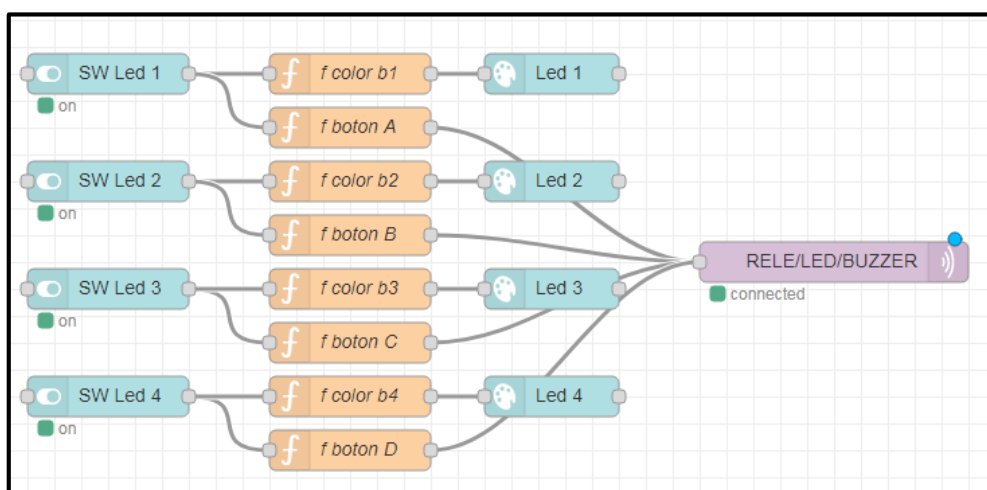 SW Led 1
f color b1
Led 1
on
f boton A
SW Led 2
f color b2
Led 2
on
f boton B
RELE/LED/BUZZER
connected
SW Led 3
f color b3
Led 3
on
f boton C
SW Led 4
f color b4
Led 4
on
f boton D